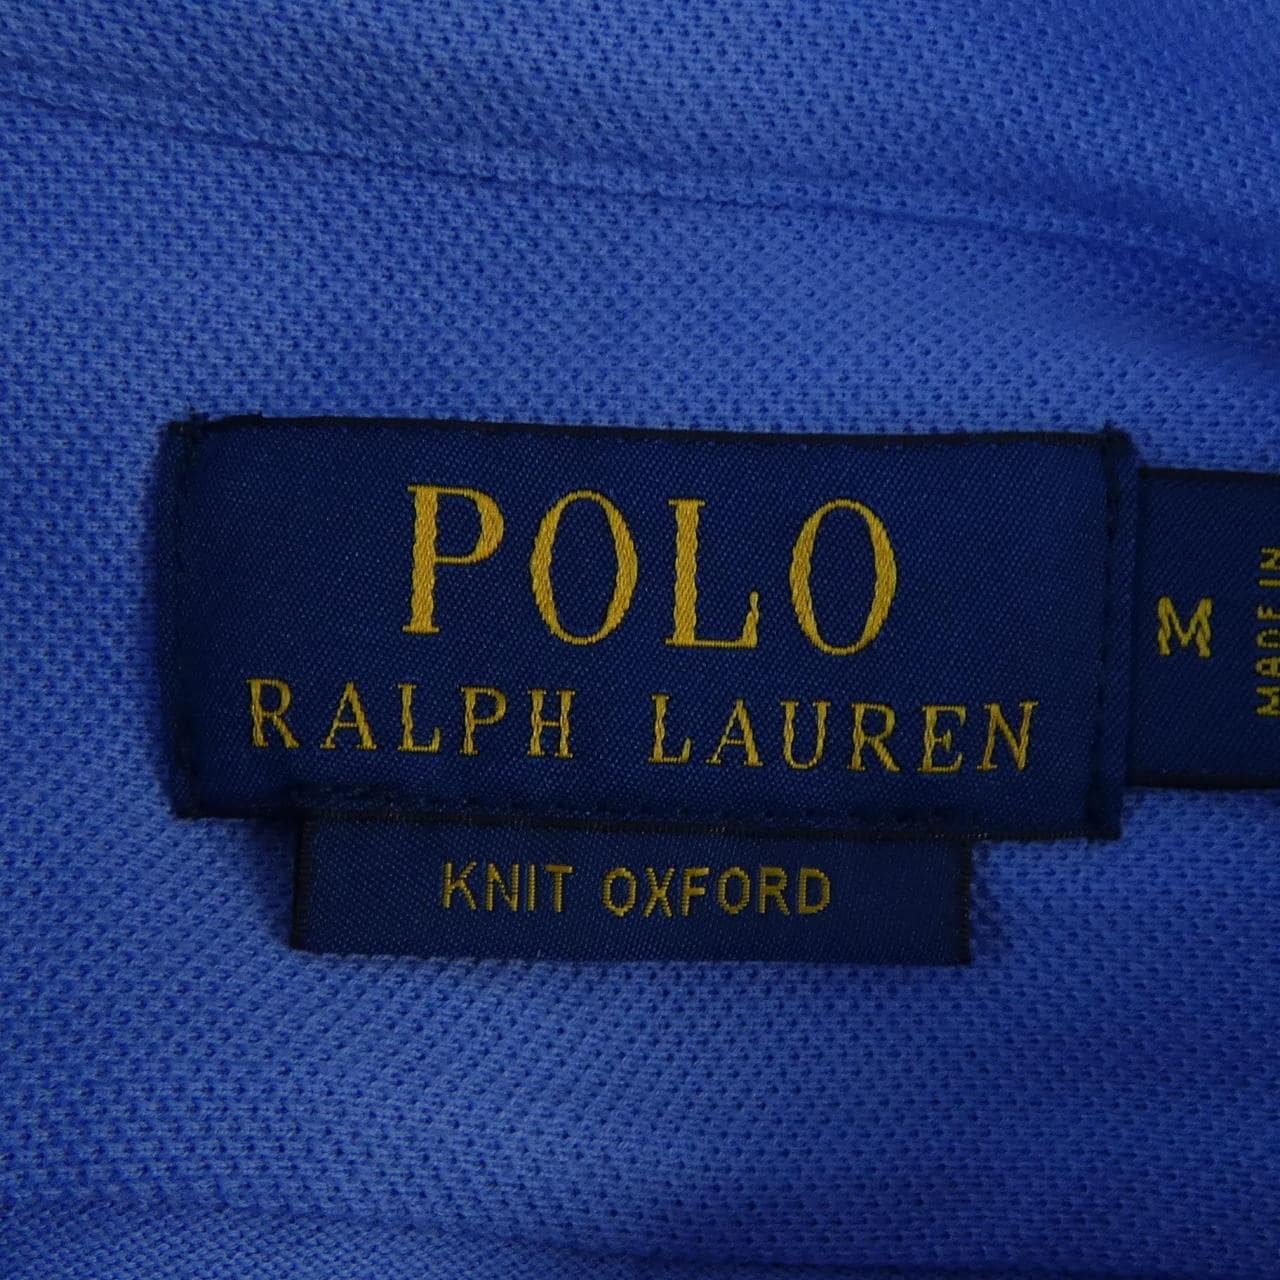 POLO
RALPH LAUREN
KNIT OXFORD
M
MADE IN